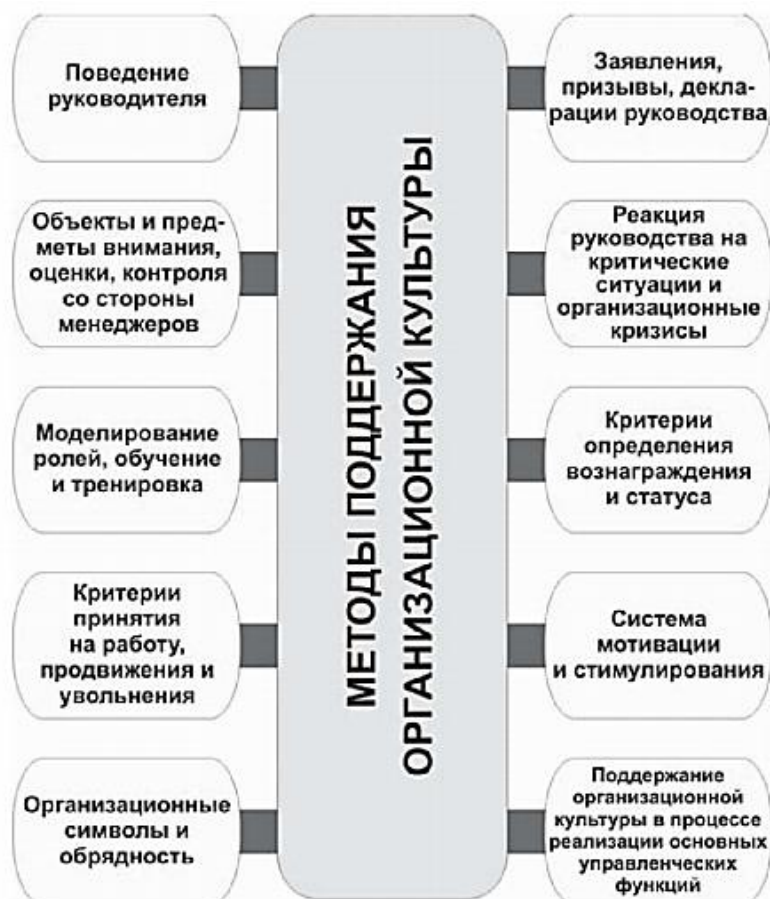 Поведение
руководителя
Объекты и пред-
меты внимания,
оценки, контроля
со стороны
менеджеров
Моделирование
ролей, обучение
и тренировка
Критерии
принятия
на работу,
продвижения и
увольнения
Организационные
символы и
обрядность
МЕТОДЫ ПОДДЕРЖАНИЯ
ОРГАНИЗАЦИОННОЙ КУЛЬТУРЫ
Заявления,
призывы, декла-
рации руководства
Реакция
руководства на
критические
ситуации и
организационные
кризисы
Критерии
определения
вознаграждения
и статуса
Система
мотивации
и стимулирования
Поддержание
организационной
культуры в процессе
реализации основных
управленческих
функций